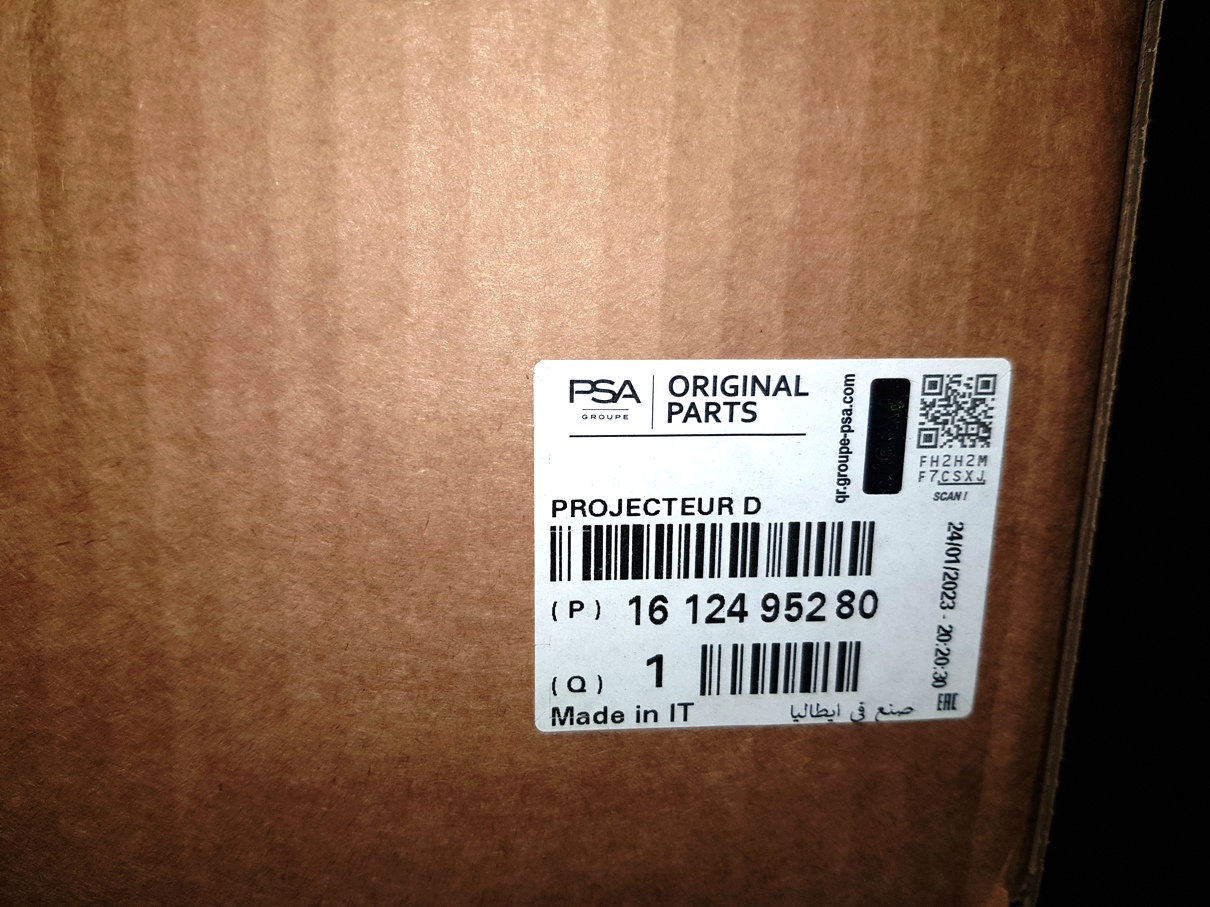 PSA
GROUPE
ORIGINAL
PARTS
qr.groupe-psa.com
FH2H2M
F7CSXJ
SCAN!
PROJECTEUR D
(P) 16 124 952 80
24/01/2023 - 20:20:30
(Q) 1
Made in IT
صنع في ايطاليا
EAC